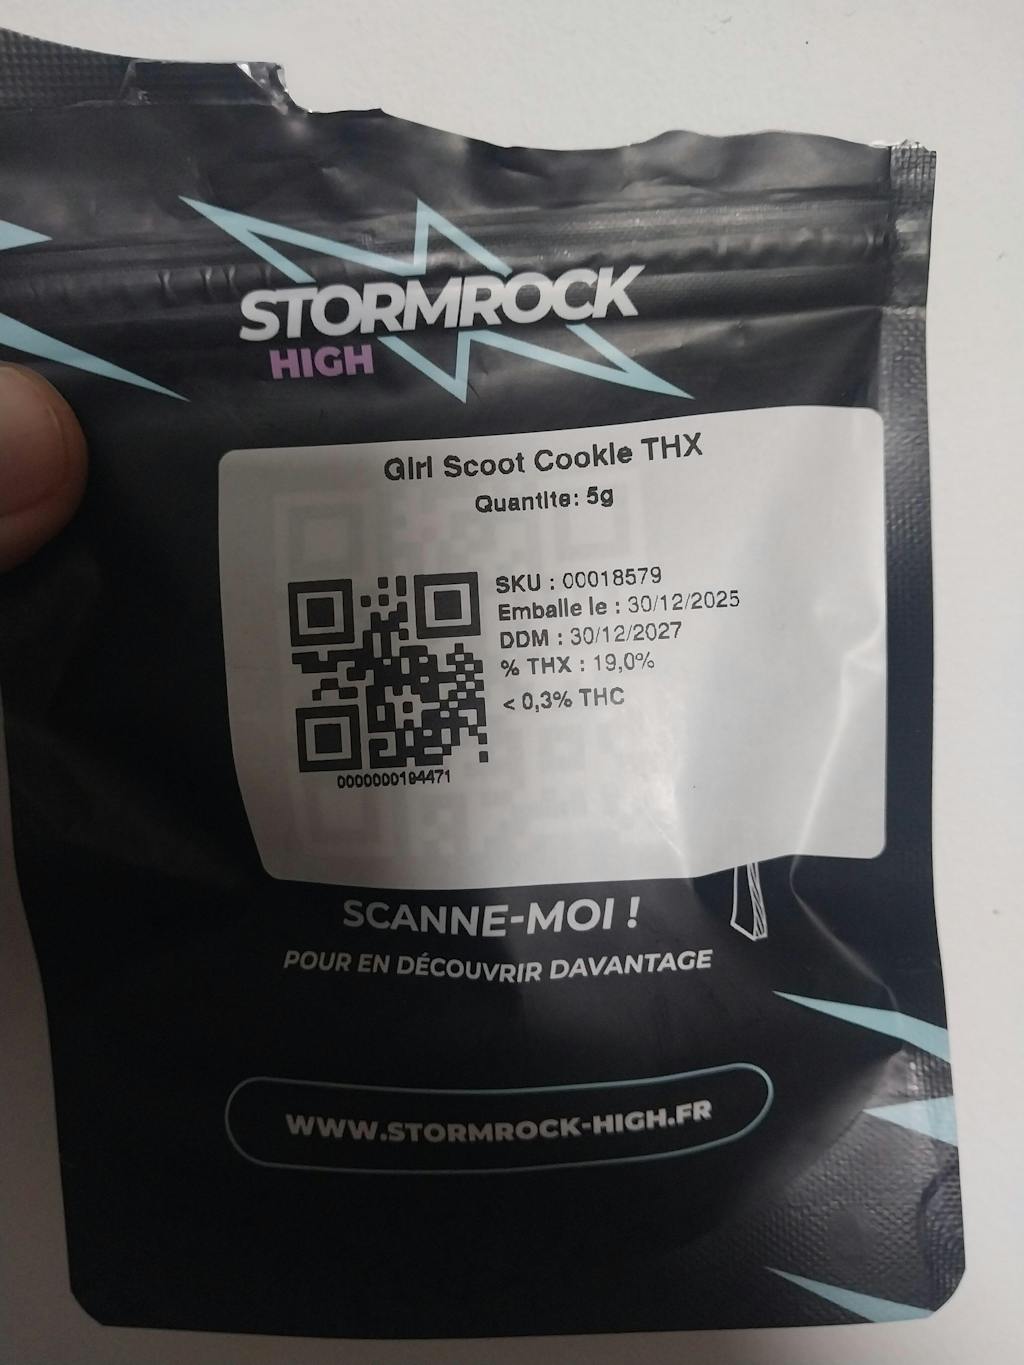 STORMROCK
HIGH
Girl Scoot Cookie THX
Quantite: 5g
SKU : 00018579
Emballe le : 30/12/2025
DDM : 30/12/2027
% THX : 19,0%
< 0,3% THC
0000000194471
SCANNE-MOI !
POUR EN DÉCOUVRIR DAVANTAGE
WWW.STORMROCK-HIGH.FR